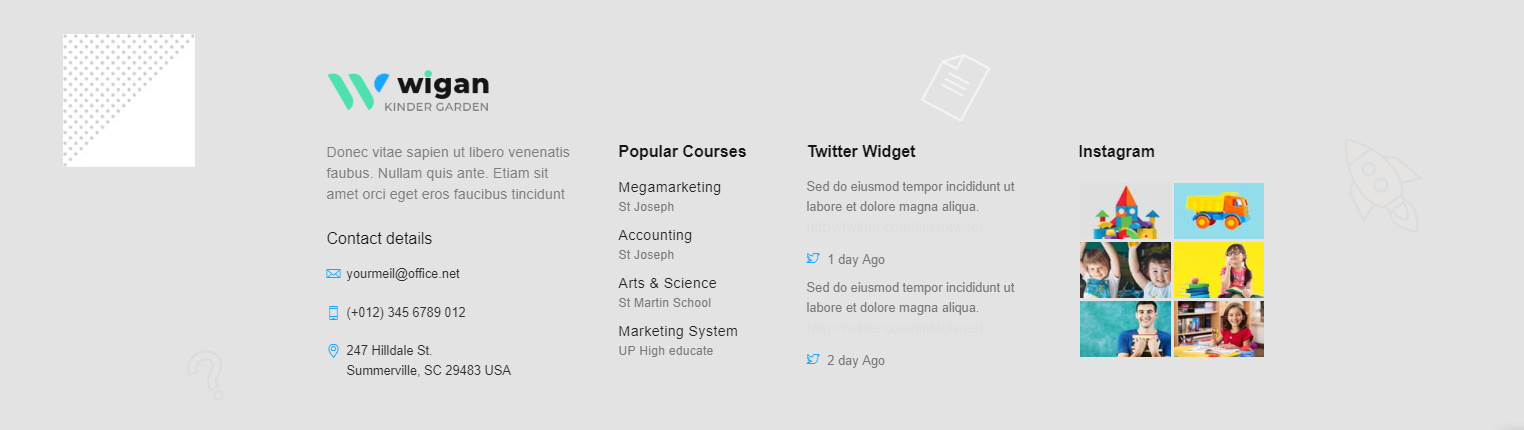 wigan
KINDER GARDEN
Donec vitae sapien ut libero venenatis
faubus. Nullam quis ante. Etiam sit
amet orci eget eros faucibus tincidunt
Contact details
yourmeil@office.net
(+012) 345 6789 012
247 Hilldale St.
Summerville, SC 29483 USA
Popular Courses
Megamarketing
St Joseph
Accounting
St Joseph
Arts & Science
St Martin School
Marketing System
UP High educate
Twitter Widget
Sed do eiusmod tempor incididunt ut
labore et dolore magna aliqua.
1 day Ago
Sed do eiusmod tempor incididunt ut
labore et dolore magna aliqua.
2 day Ago
Instagram